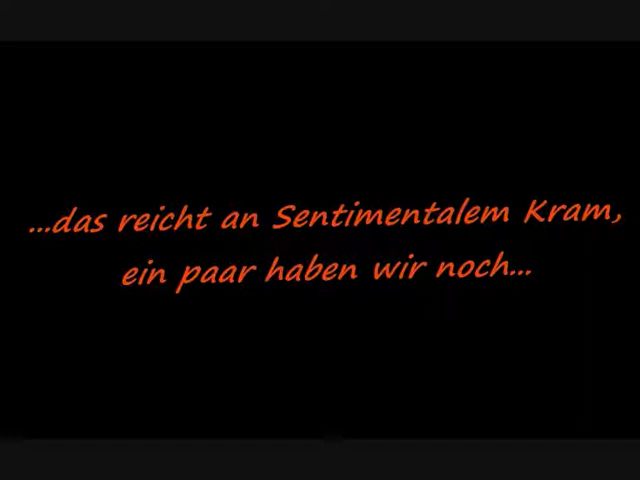 ...das reicht an Sentimentalem Kram,
ein paar haben wir noch...